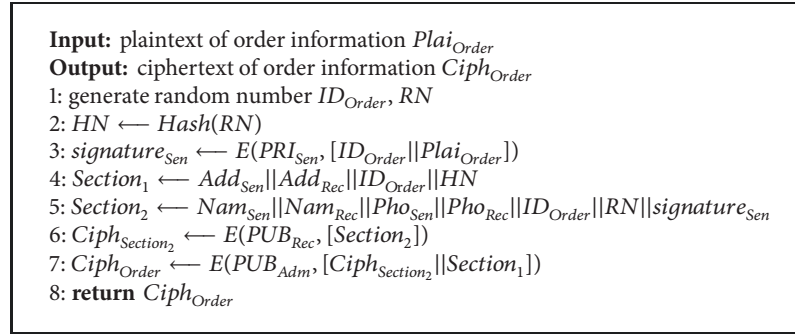 Input: plaintext of order information Plai_Order
Output: ciphertext of order information Ciph_Order
1: generate random number ID_Order, RN
2: HN ⟵ Hash(RN)
3: signature_Sen ⟵ E(PRI_Sen, [ID_Order||Plai_Order])
4: Section_1 ⟵ Add_Sen||Add_Rec||ID_Order||HN
5: Section_2 ⟵ Nam_Sen||Nam_Rec||Pho_Sen||Pho_Rec||ID_Order||RN||signature_Sen
6: Ciph_Section_2 ⟵ E(PUB_Rec, [Section_2])
7: Ciph_Order ⟵ E(PUB_Adm, [Ciph_Section_2||Section_1])
8: return Ciph_Order